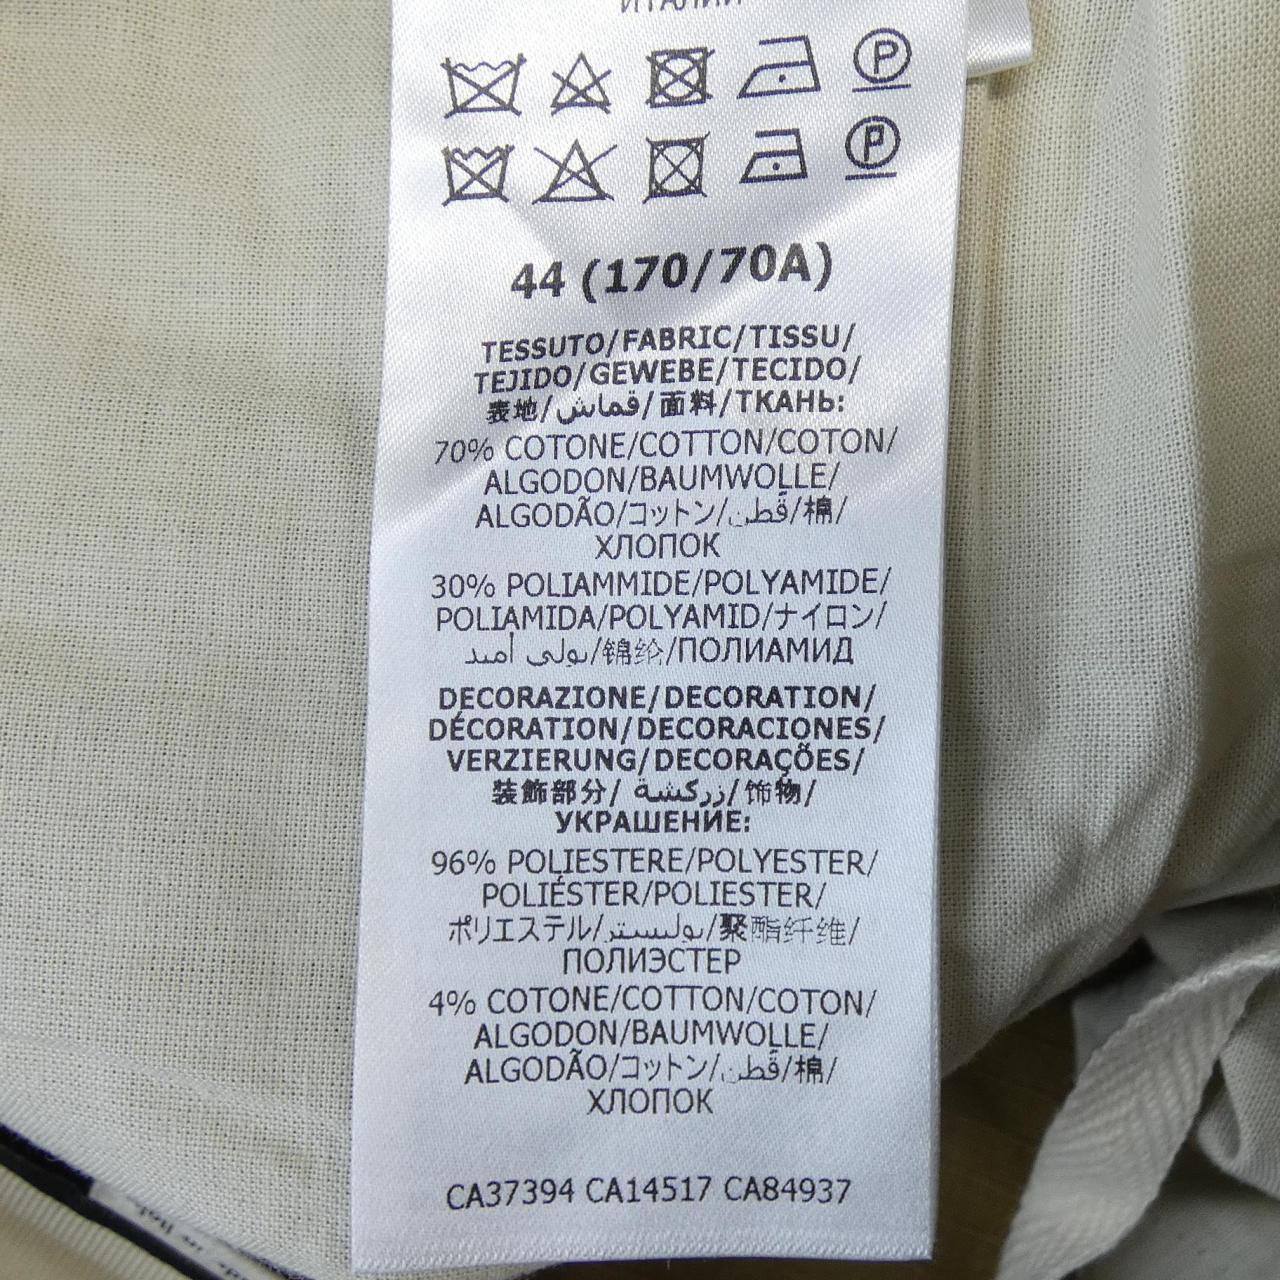 ИТАЛИИ
44 (170/70A)
TESSUTO/FABRIC/TISSU/
TEJIDO/GEWEBE/TECIDO/
表地/قماش/面料/ТКАНЬ:
70% COTONE/COTTON/COTON/
ALGODON/BAUMWOLLE/
ALGODÃO/コットン/قُطن/棉/
ХЛОПОК
30% POLIAMMIDE/POLYAMIDE/
POLIAMIDA/POLYAMID/ナイロン/
بولي أميد/锦纶/ПОЛИАМИД
DECORAZIONE/DECORATION/
DÉCORATION/DECORACIONES/
VERZIERUNG/DECORAÇÕES/
装飾部分/زركشة/饰物/
УКРАШЕНИЕ:
96% POLIESTERE/POLYESTER/
POLIÉSTER/POLIESTER/
ポリエステル/بوليستر/聚酯纤维/
ПОЛИЭСТЕР
4% COTONE/COTTON/COTON/
ALGODON/BAUMWOLLE/
ALGODÃO/コットン/قُطن/棉/
ХЛОПОК
CA37394 CA14517 CA84937